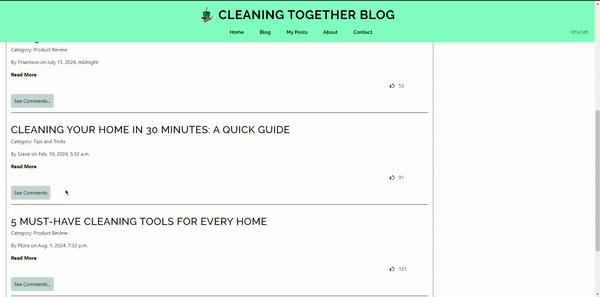 CLEANING TOGETHER BLOG
Home Blog My Posts About Contact
MSmith
Category: Product Review
By THarrison on July 15, 2024, midnight
Read More
53
See Comments...
CLEANING YOUR HOME IN 30 MINUTES: A QUICK GUIDE
Category: Tips and Tricks
By SJane on Feb. 10, 2024, 5:32 a.m.
Read More
91
See Comments
5 MUST-HAVE CLEANING TOOLS FOR EVERY HOME
Category: Product Review
By PEzra on Aug. 1, 2024, 7:32 p.m.
Read More
121
See Comments...